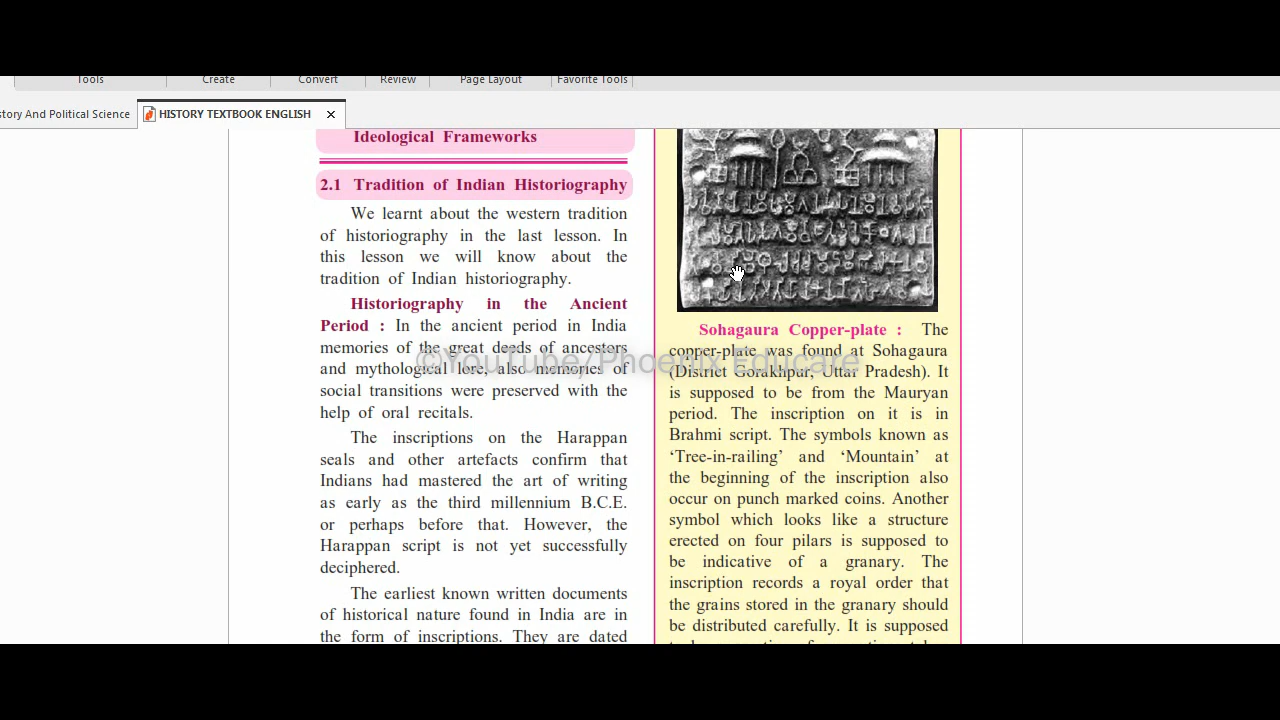 Tools Create Convert Review Page Layout Favorite Tools
story And Political Science HISTORY TEXTBOOK ENGLISH ×
Ideological Frameworks
2.1 Tradition of Indian Historiography
We learnt about the western tradition
of historiography in the last lesson. In
this lesson we will know about the
tradition of Indian historiography.
Historiography in the Ancient
Period : In the ancient period in India
memories of the great deeds of ancestors
and mythological lore, also memories of
social transitions were preserved with the
help of oral recitals.
The inscriptions on the Harappan
seals and other artefacts confirm that
Indians had mastered the art of writing
as early as the third millennium B.C.E.
or perhaps before that. However, the
Harappan script is not yet successfully
deciphered.
The earliest known written documents
of historical nature found in India are in
the form of inscriptions. They are dated
Sohagaura Copper-plate : The
copper-plate was found at Sohagaura
(District Gorakhpur, Uttar Pradesh). It
is supposed to be from the Mauryan
period. The inscription on it is in
Brahmi script. The symbols known as
‘Tree-in-railing’ and ‘Mountain’ at
the beginning of the inscription also
occur on punch marked coins. Another
symbol which looks like a structure
erected on four pilars is supposed to
be indicative of a granary. The
inscription records a royal order that
the grains stored in the granary should
be distributed carefully. It is supposed
©YouTube/Phoenix Educare